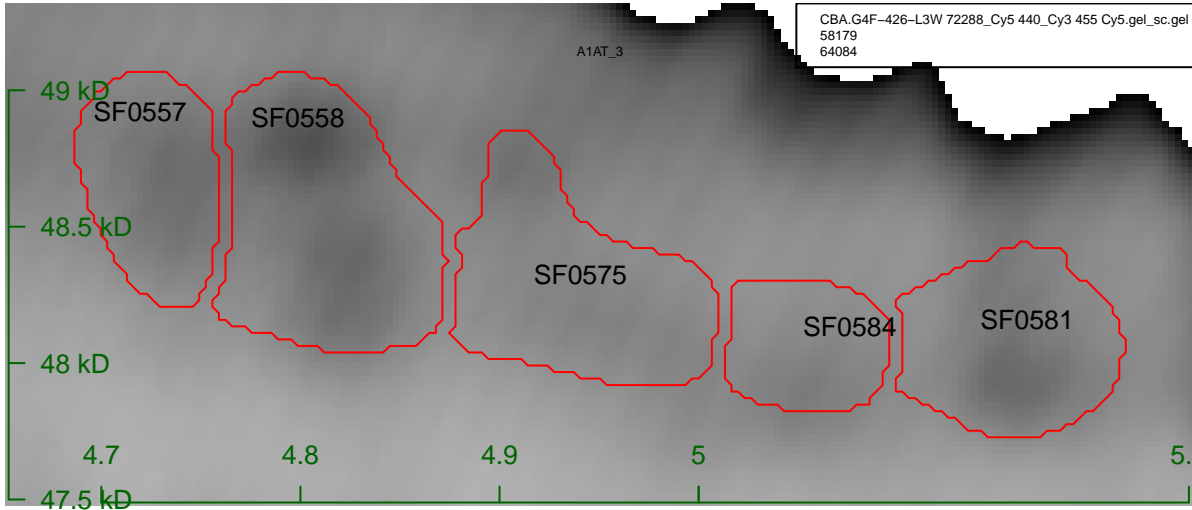 CBA.G4F−426−L3W 72288_Cy5 440_Cy3 455 Cy5.gel_sc.gel
58179
64084
A1AT_3
49 kD
SF0557
SF0558
48.5 kD
SF0575
SF0584
SF0581
48 kD
4.7
4.8
4.9
5
5.
47.5 kD